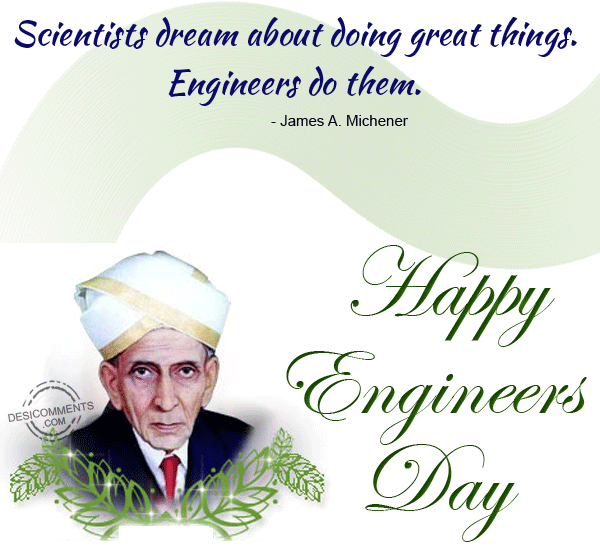 Scientists dream about doing great things.
Engineers do them.
- James A. Michener
Happy
Engineers
Day
DESICOMMENTS
.COM